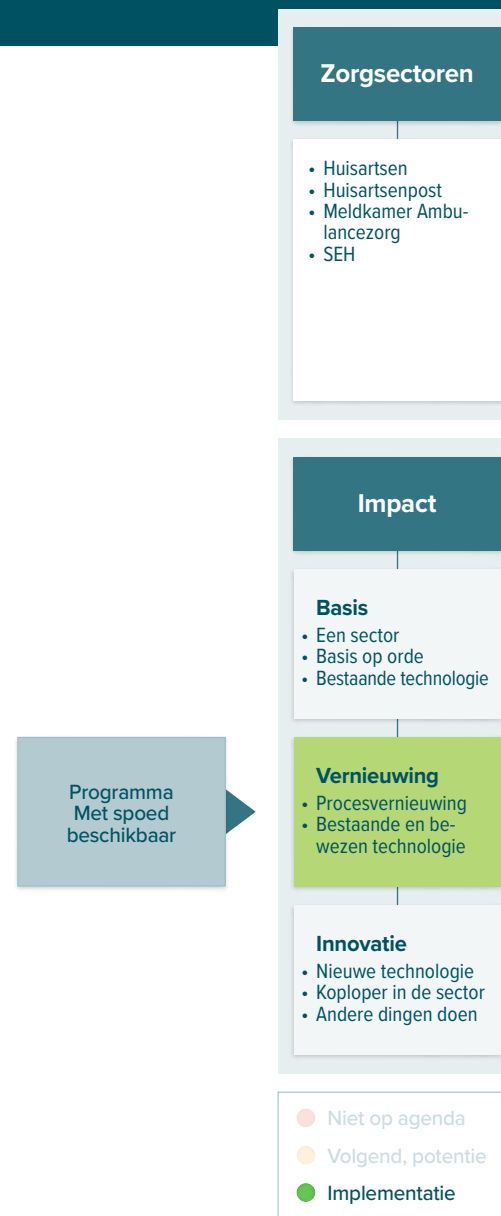 Zorgsectoren
• Huisartsen
• Huisartsenpost
• Meldkamer Ambu-
lancezorg
• SEH
Impact
Basis
• Een sector
• Basis op orde
• Bestaande technologie
Programma
Met spoed
beschikbaar
Vernieuwing
• Procesvernieuwing
• Bestaande en be-
wezen technologie
Innovatie
• Nieuwe technologie
• Koploper in de sector
• Andere dingen doen
Niet op agenda
Volgend, potentie
Implementatie